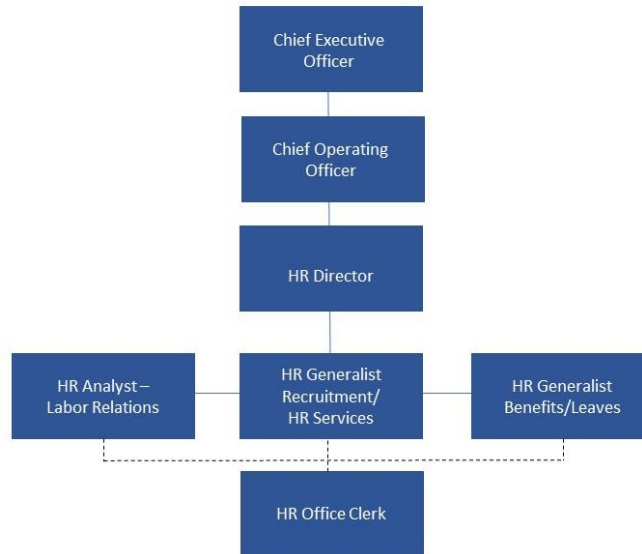 Chief Executive
Officer
Chief Operating
Officer
HR Director
HR Analyst –
Labor Relations
HR Generalist
Recruitment/
HR Services
HR Generalist
Benefits/Leaves
HR Office Clerk